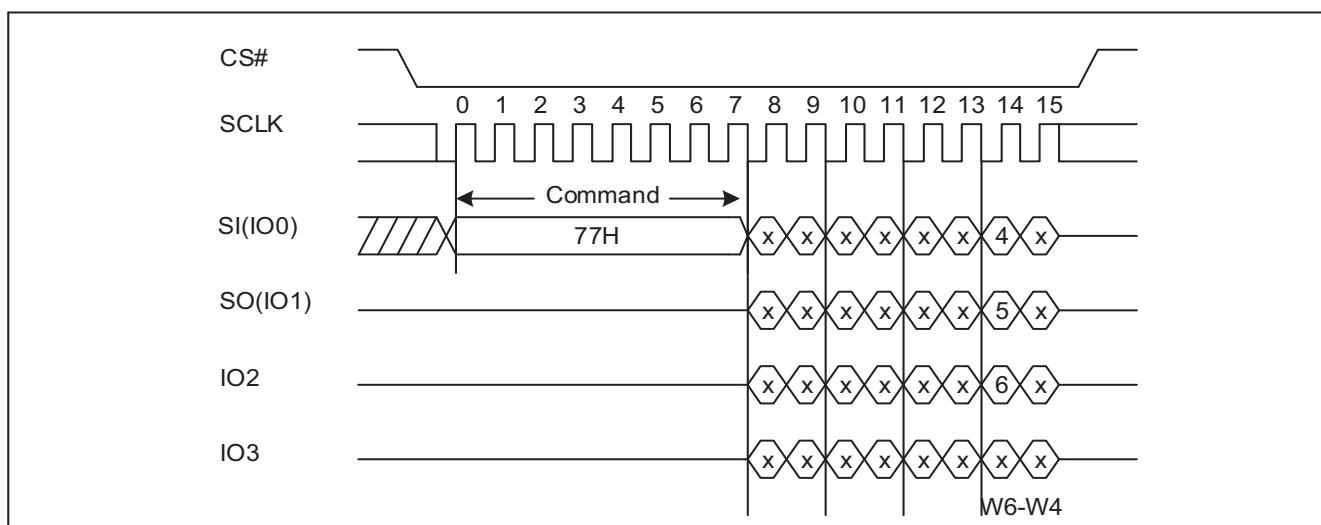 CS#
0 1 2 3 4 5 6 7 8 9 10 11 12 13 14 15
SCLK
Command
SI(IO0) 77H x x x x x x 4 x
SO(IO1) x x x x x x 5 x
IO2 x x x x x x 6 x
IO3 x x x x x x x x
W6-W4